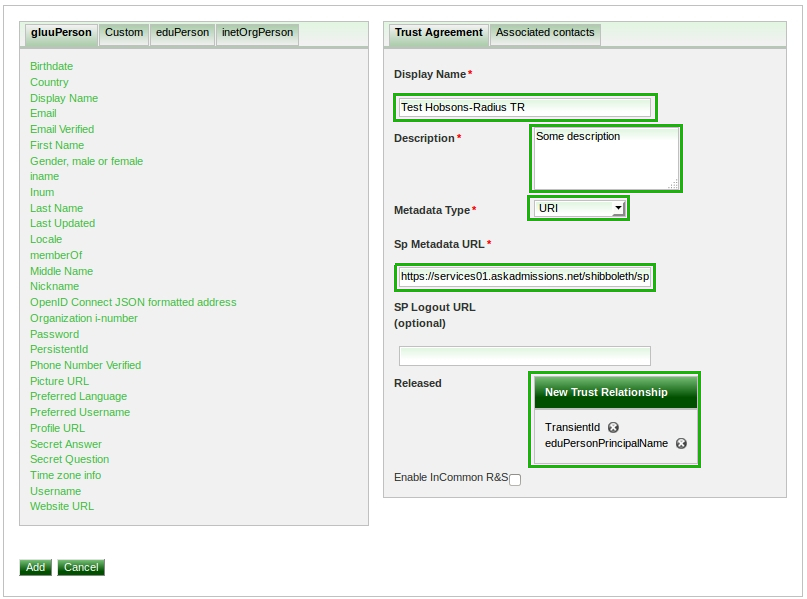 gluuPerson Custom eduPerson inetOrgPerson
Birthdate
Country
Display Name
Email
Email Verified
First Name
Gender, male or female
iname
Inum
Last Name
Last Updated
Locale
memberOf
Middle Name
Nickname
OpenID Connect JSON formatted address
Organization i-number
Password
PersistentId
Phone Number Verified
Picture URL
Preferred Language
Preferred Username
Profile URL
Secret Answer
Secret Question
Time zone info
Username
Website URL
Trust Agreement Associated contacts
Display Name *
Test Hobsons-Radius TR
Description * Some description
Metadata Type * URI
Sp Metadata URL *
https://services01.askadmissions.net/shibboleth/sp
SP Logout URL
(optional)
Released New Trust Relationship
TransientId
eduPersonPrincipalName
Enable InCommon R&S
Add Cancel